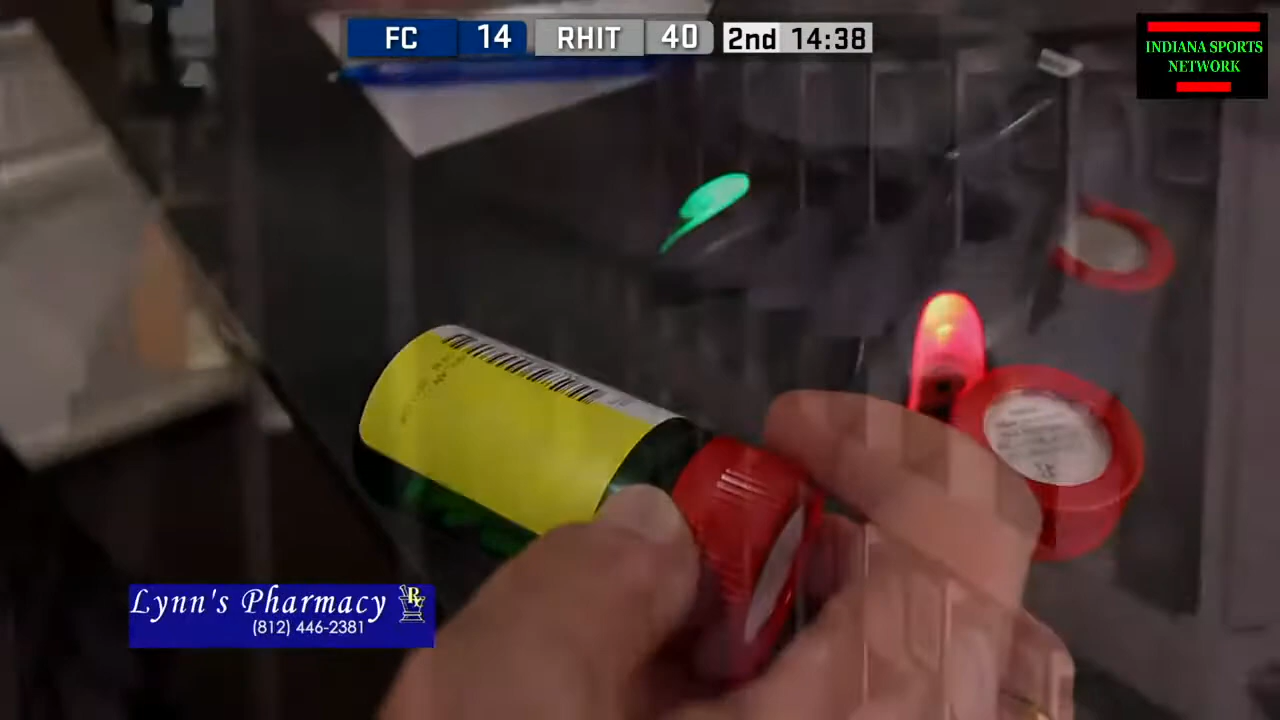 FC 14 RHIT 40 2nd 14:38
INDIANA SPORTS
NETWORK
Lynn's Pharmacy
(812) 446-2381